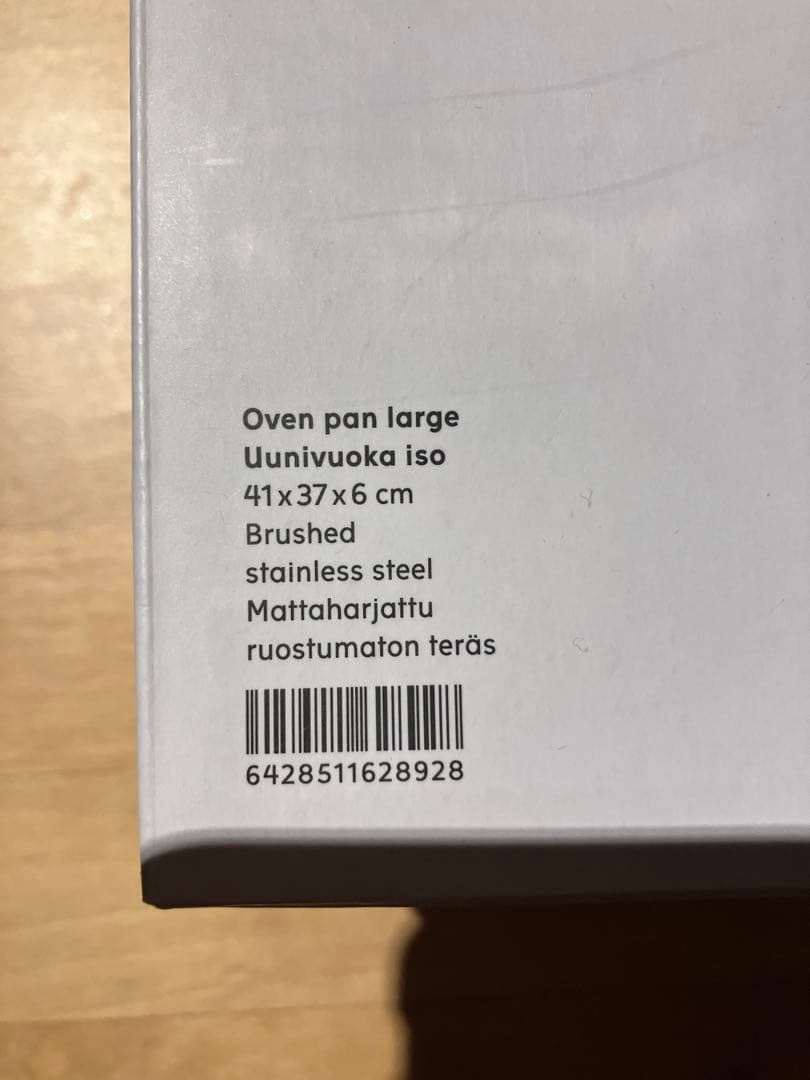 Oven pan large
Uunivuoka iso
41x37x6 cm
Brushed
stainless steel
Mattaharjattu
ruostumaton teräs
6428511628928